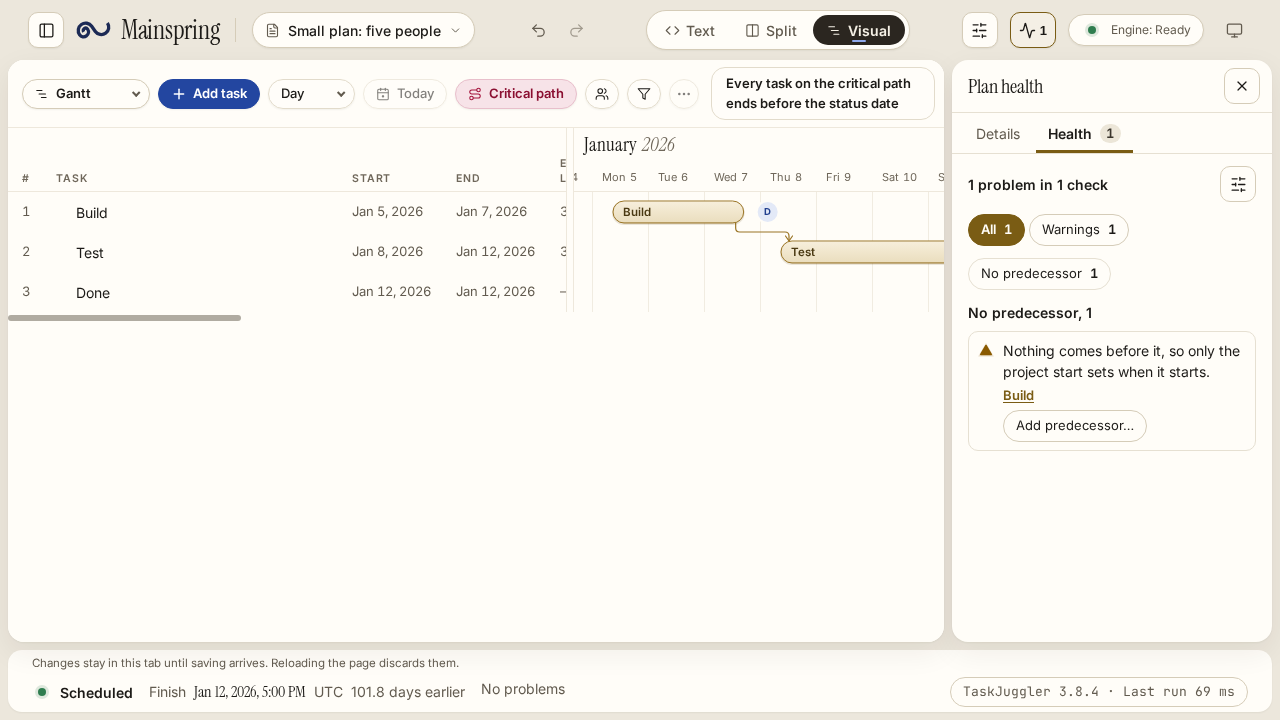 Mainspring
Small plan: five people
Text
Split
Visual
1
Engine: Ready
Gantt
Add task
Day
Today
Critical path
Every task on the critical path
ends before the status date
January 2026
# TASK START END
Mon 5 Tue 6 Wed 7 Thu 8 Fri 9 Sat 10
1 Build Jan 5, 2026 Jan 7, 2026 3
Build D
2 Test Jan 8, 2026 Jan 12, 2026 3
Test
3 Done Jan 12, 2026 Jan 12, 2026 –
Plan health
Details Health 1
1 problem in 1 check
All 1 Warnings 1
No predecessor 1
No predecessor, 1
Nothing comes before it, so only the
project start sets when it starts.
Build
Add predecessor...
Changes stay in this tab until saving arrives. Reloading the page discards them.
Scheduled Finish Jan 12, 2026, 5:00 PM UTC 101.8 days earlier No problems
TaskJuggler 3.8.4 · Last run 69 ms